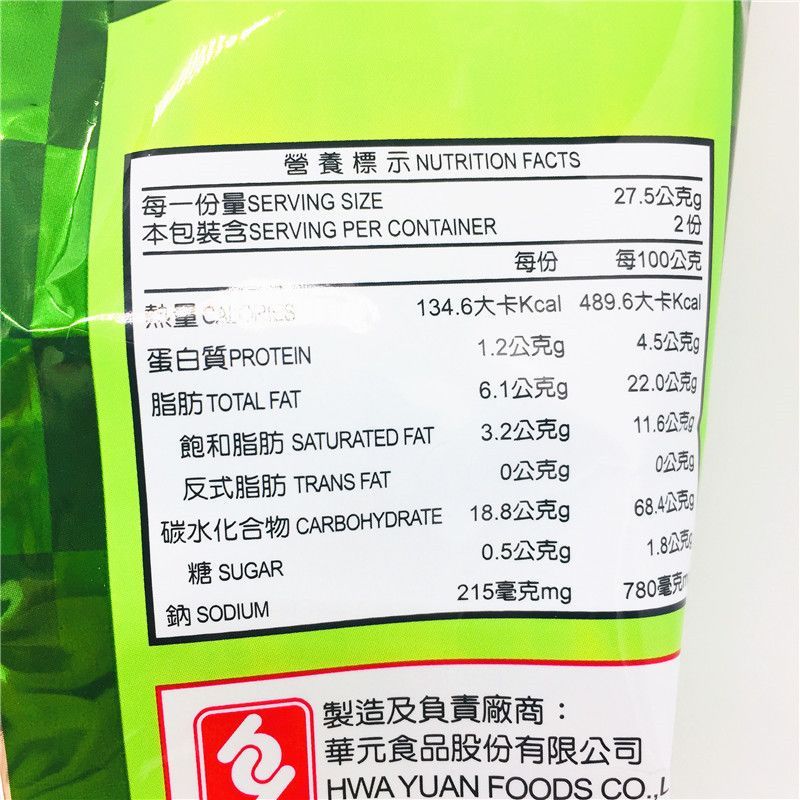 營養標示 NUTRITION FACTS
每一份量SERVING SIZE 27.5公克g
本包裝含SERVING PER CONTAINER 2份
每份 每100公克
熱量 CALORIES 134.6大卡Kcal 489.6大卡Kcal
蛋白質PROTEIN 1.2公克g 4.5公克g
脂肪 TOTAL FAT 6.1公克g 22.0公克g
飽和脂肪 SATURATED FAT 3.2公克g 11.6公克g
反式脂肪 TRANS FAT 0公克g 0公克g
碳水化合物 CARBOHYDRATE 18.8公克g 68.4公克g
糖 SUGAR 0.5公克g 1.8公克g
鈉 SODIUM 215毫克mg 780毫克m
製造及負責廠商：
華元食品股份有限公司
HWA YUAN FOODS CO.,L